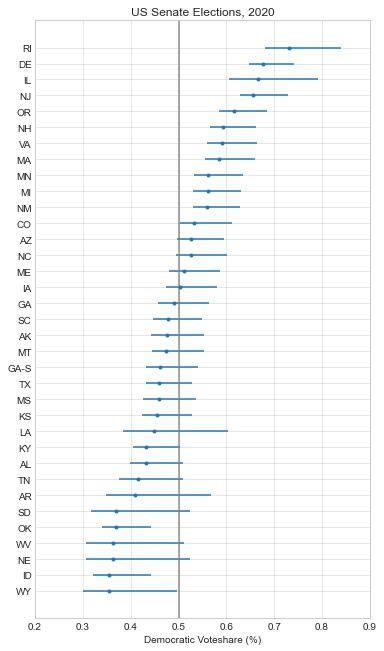 US Senate Elections, 2020
RI
DE
IL
NJ
OR
NH
VA
MA
MN
MI
NM
CO
AZ
NC
ME
IA
GA
SC
AK
MT
GA-S
TX
MS
KS
LA
KY
AL
TN
AR
SD
OK
WV
NE
ID
WY
0.2 0.3 0.4 0.5 0.6 0.7 0.8 0.9
Democratic Voteshare (%)